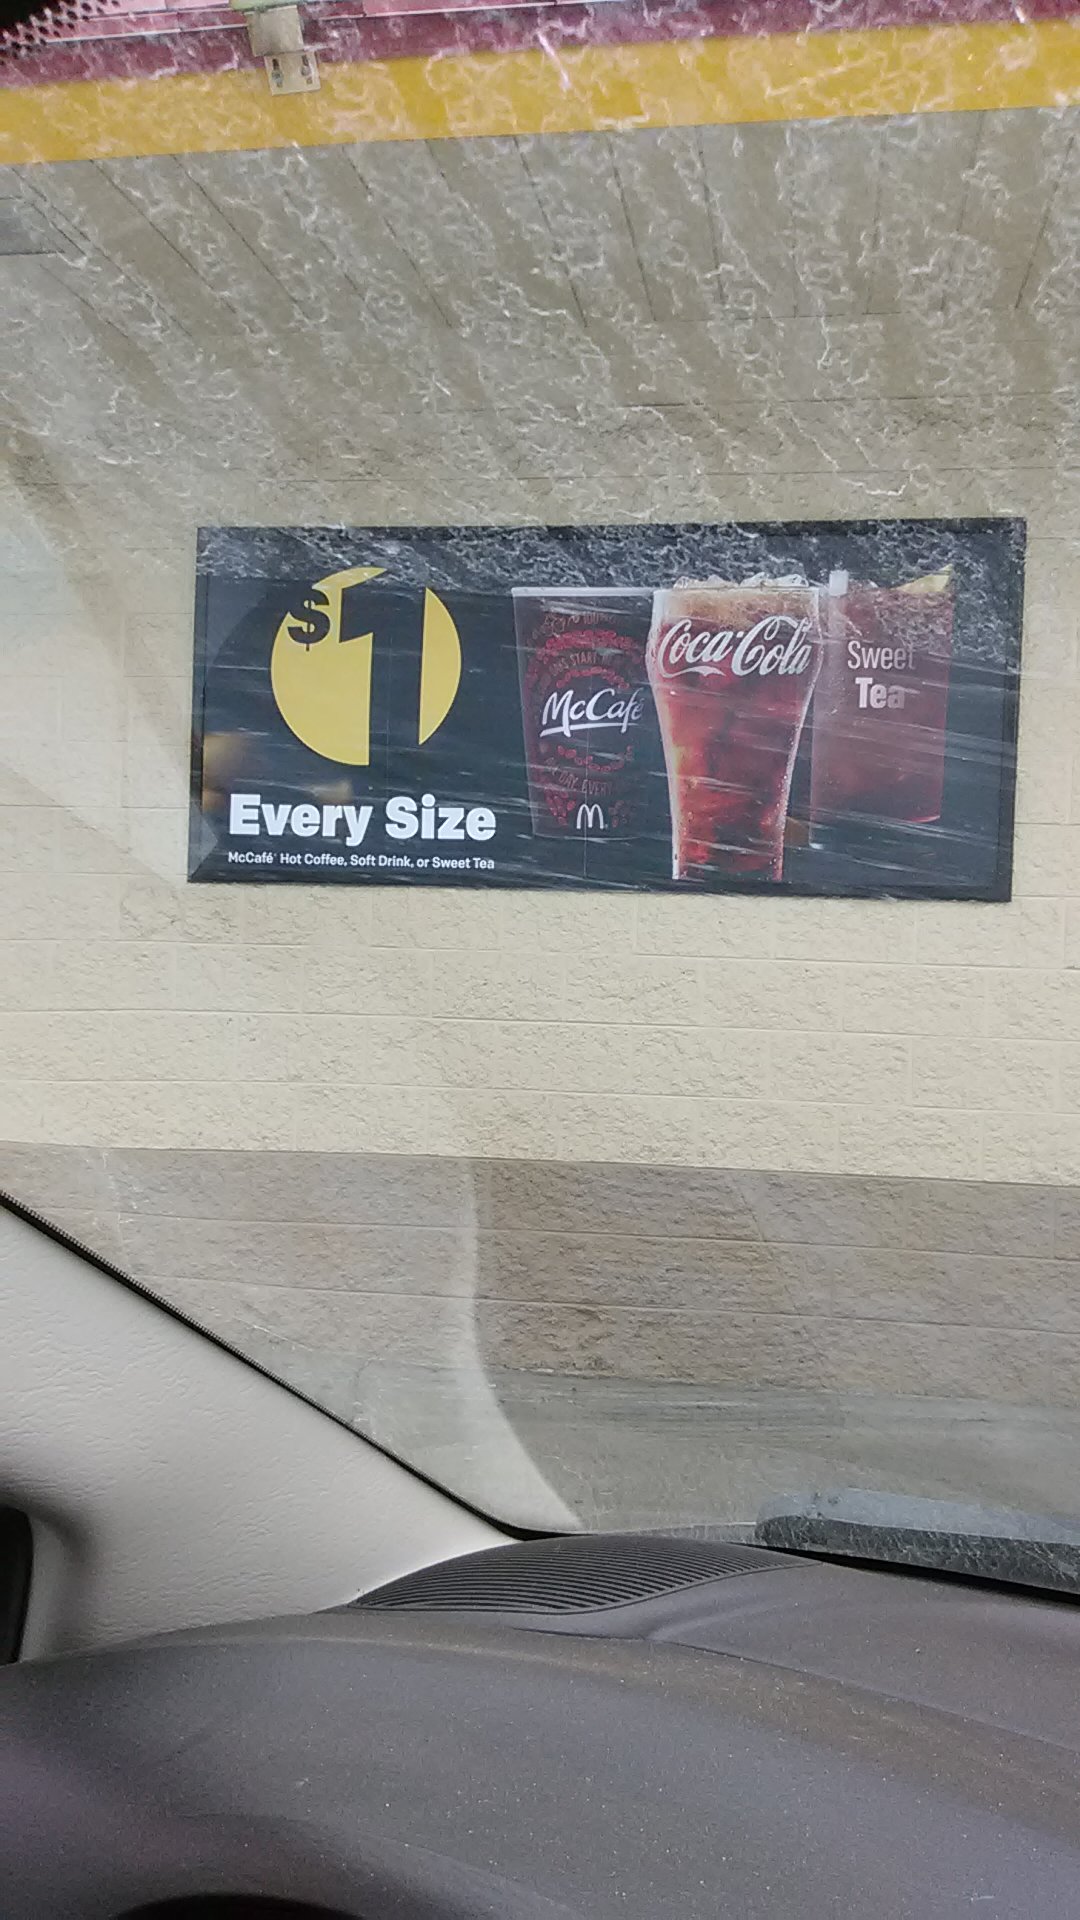 $1
Every Size
McCafé® Hot Coffee, Soft Drink, or Sweet Tea
McCafé
Coca-Cola
Sweet
Tea